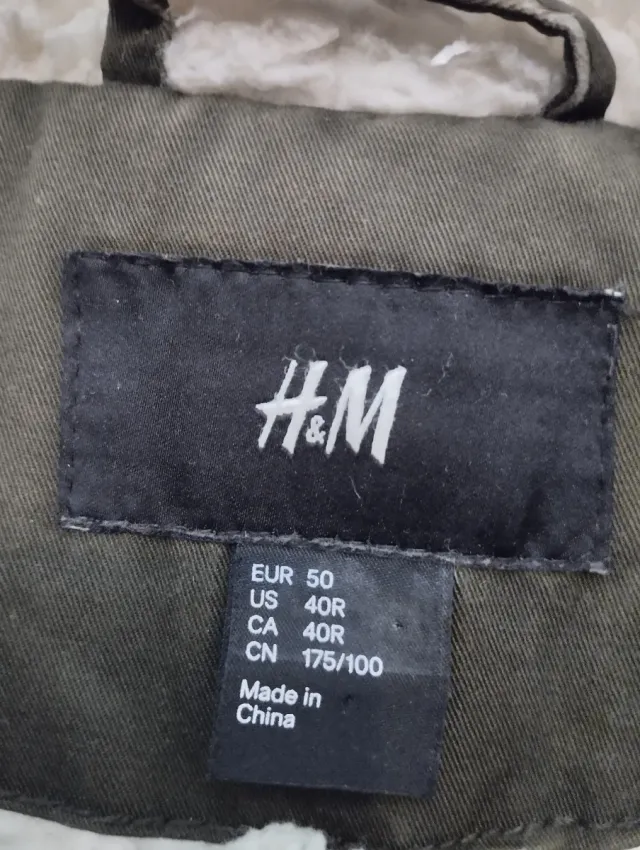 H&M
EUR 50
US 40R
CA 40R
CN 175/100
Made in
China